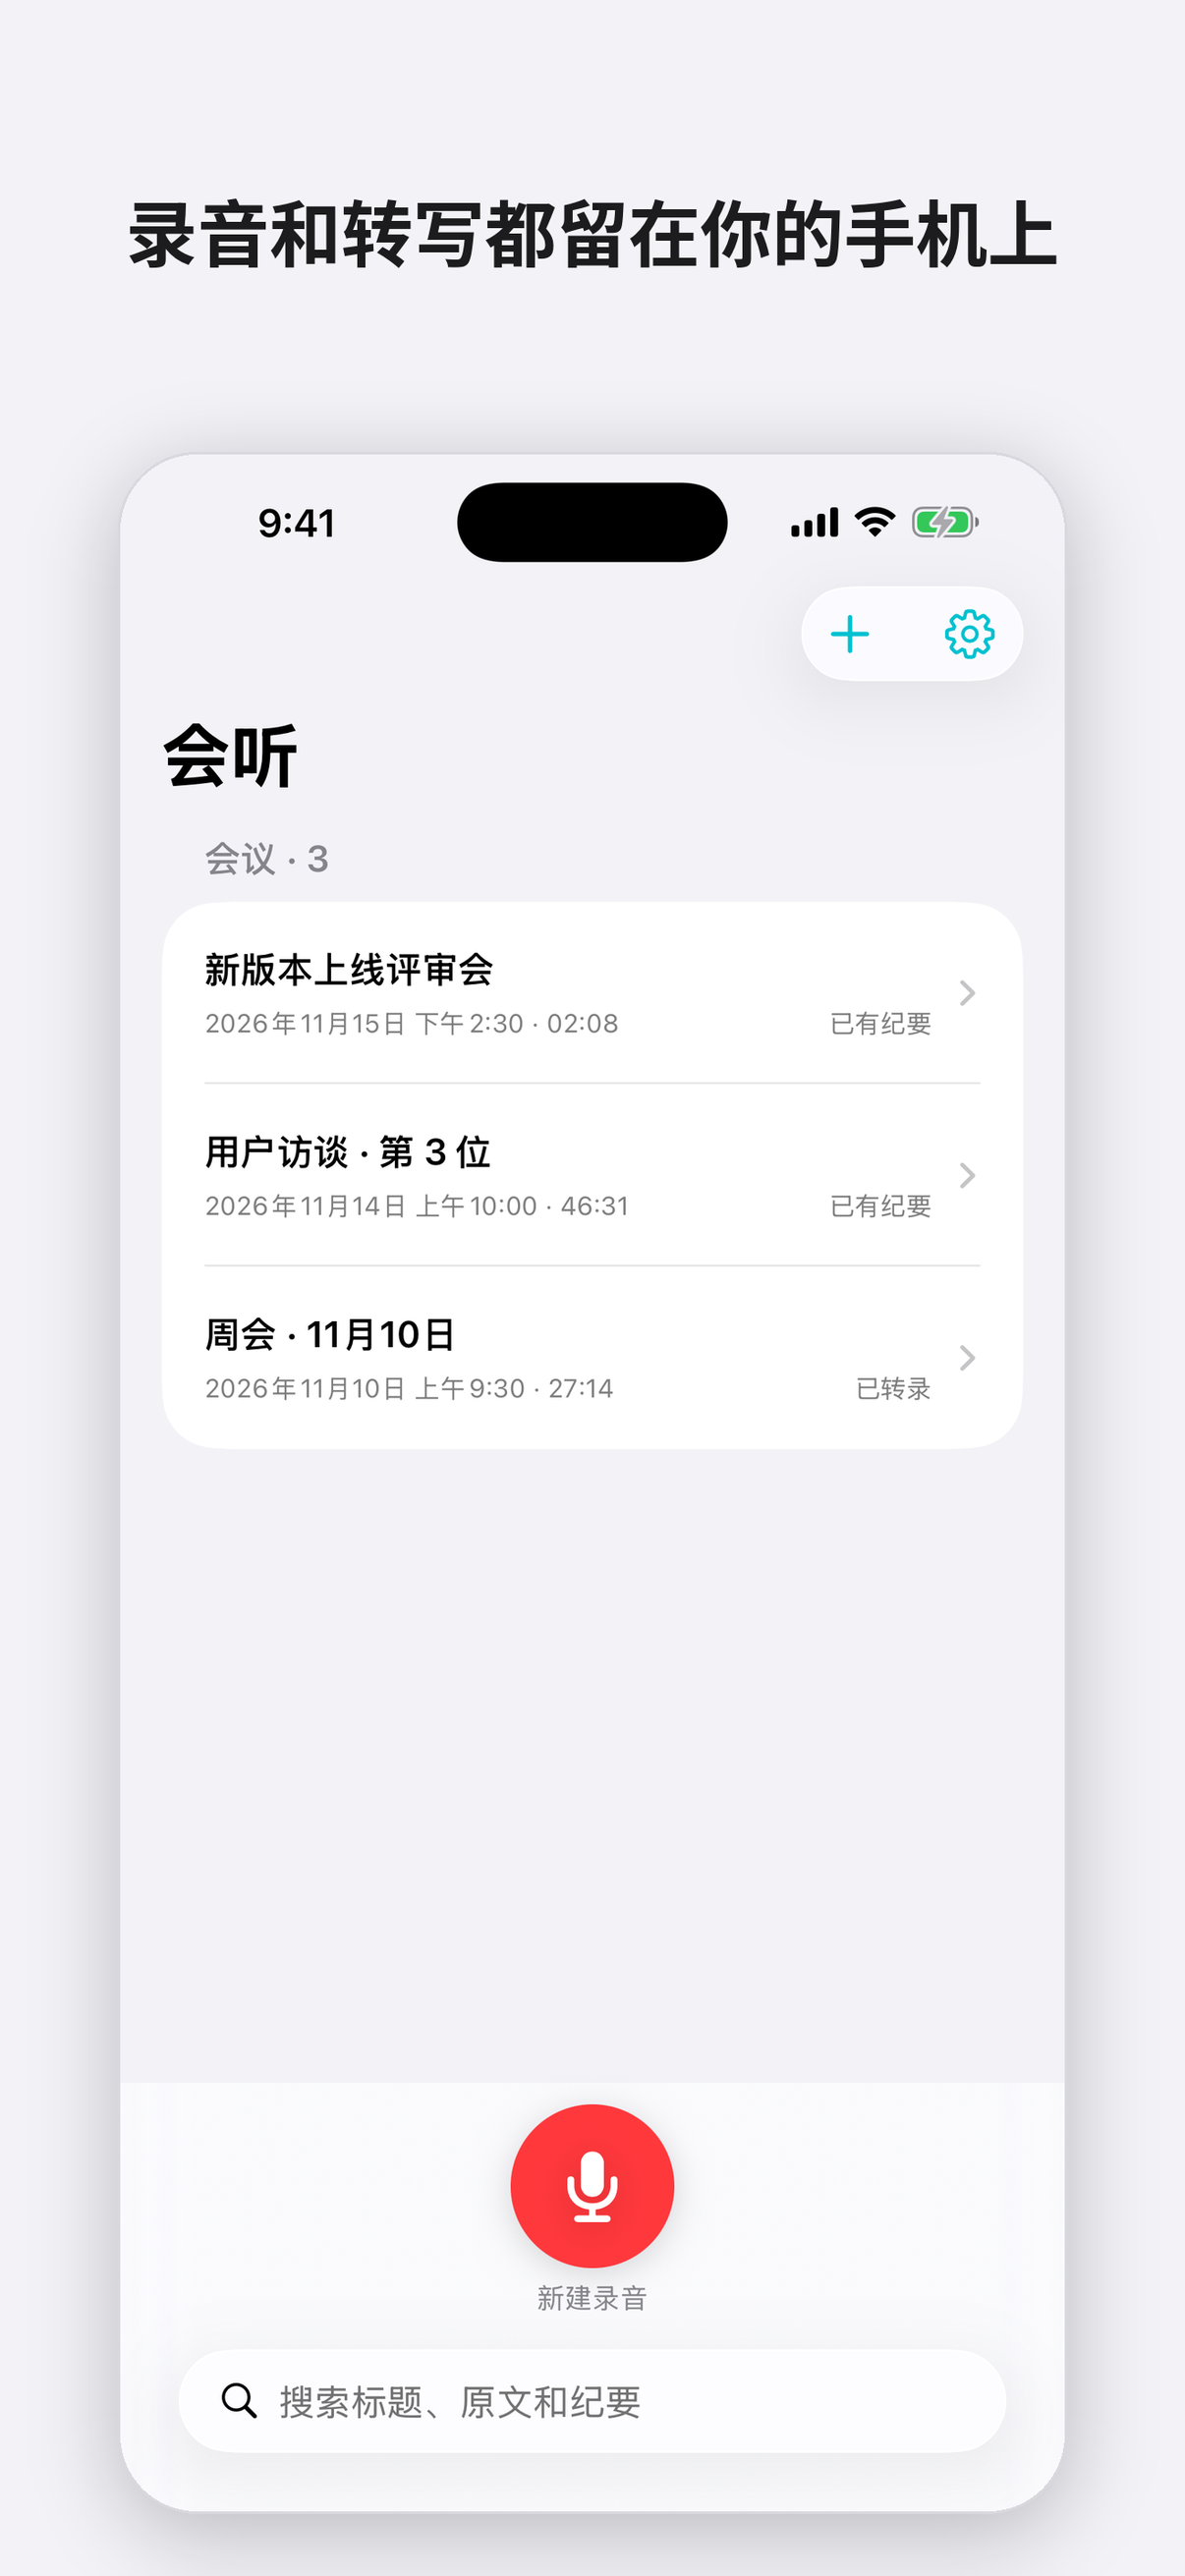 录音和转写都留在你的手机上
9:41
会听
会议 · 3
新版本上线评审会
2026年11月15日 下午2:30 · 02:08
已有纪要
用户访谈 · 第 3 位
2026年11月14日 上午10:00 · 46:31
已有纪要
周会 · 11月10日
2026年11月10日 上午9:30 · 27:14
已转录
新建录音
搜索标题、原文和纪要